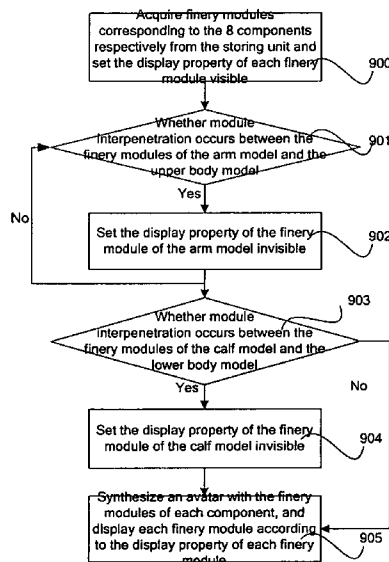 Acquire finery modules
corresponding to the 8 components
respectively from the storing unit and
set the display property of each finery
module visible
900
Whether module
interpenetration occurs between the
finery modules of the arm model and the
upper body model
901
No
Yes
Set the display property of the finery
module of the arm model invisible
902
903
Whether module
interpenetration occurs between the
finery modules of the calf model and the
lower body model
No
Yes
Set the display property of the finery
module of the calf model invisible
904
Synthesize an avatar with the finery
modules of each component, and
display each finery module according
to the display property of each finery
module
905